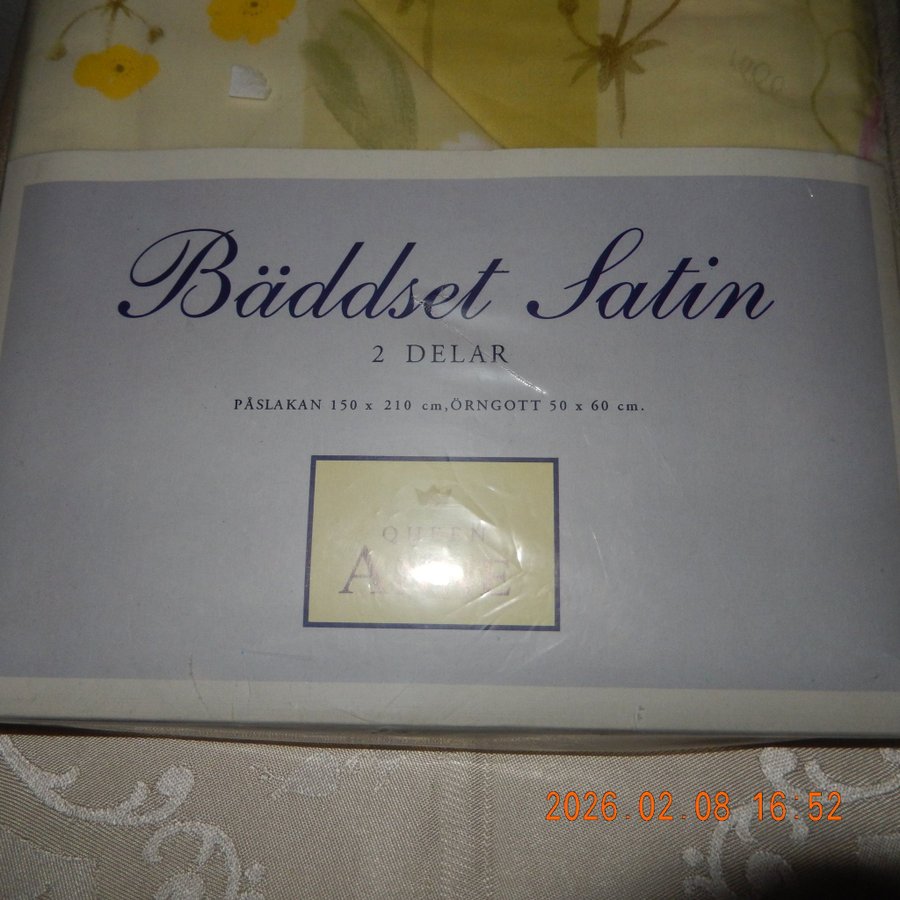 Bäddset Satin
2 DELAR
PÅSLAKAN 150 x 210 cm,ÖRNGOTT 50 x 60 cm.
QUEEN
2026.02.08 16:52